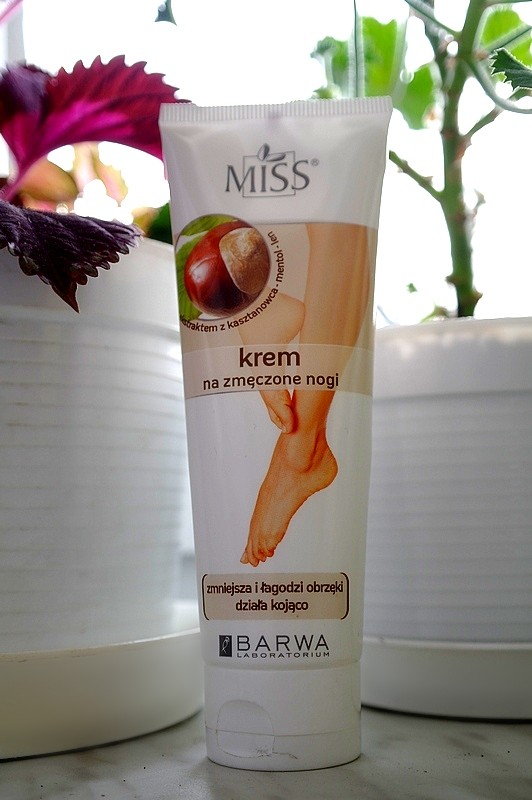 MISS®
ekstraktem z kasztanowca - mentol - len
krem
na zmęczone nogi
zmniejsza i łagodzi obrzęki
działa kojąco
BARWA
LABORATORIUM